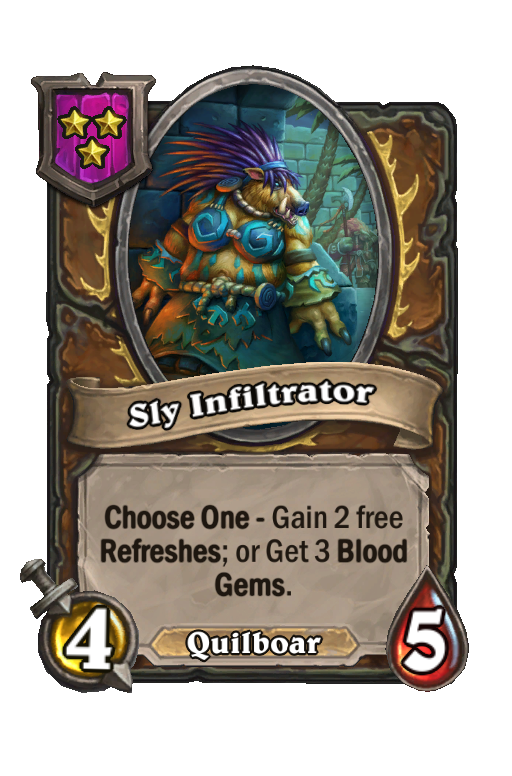 Sly Infiltrator
Choose One - Gain 2 free
Refreshes; or Get 3 Blood
Gems.
4
Quilboar
5